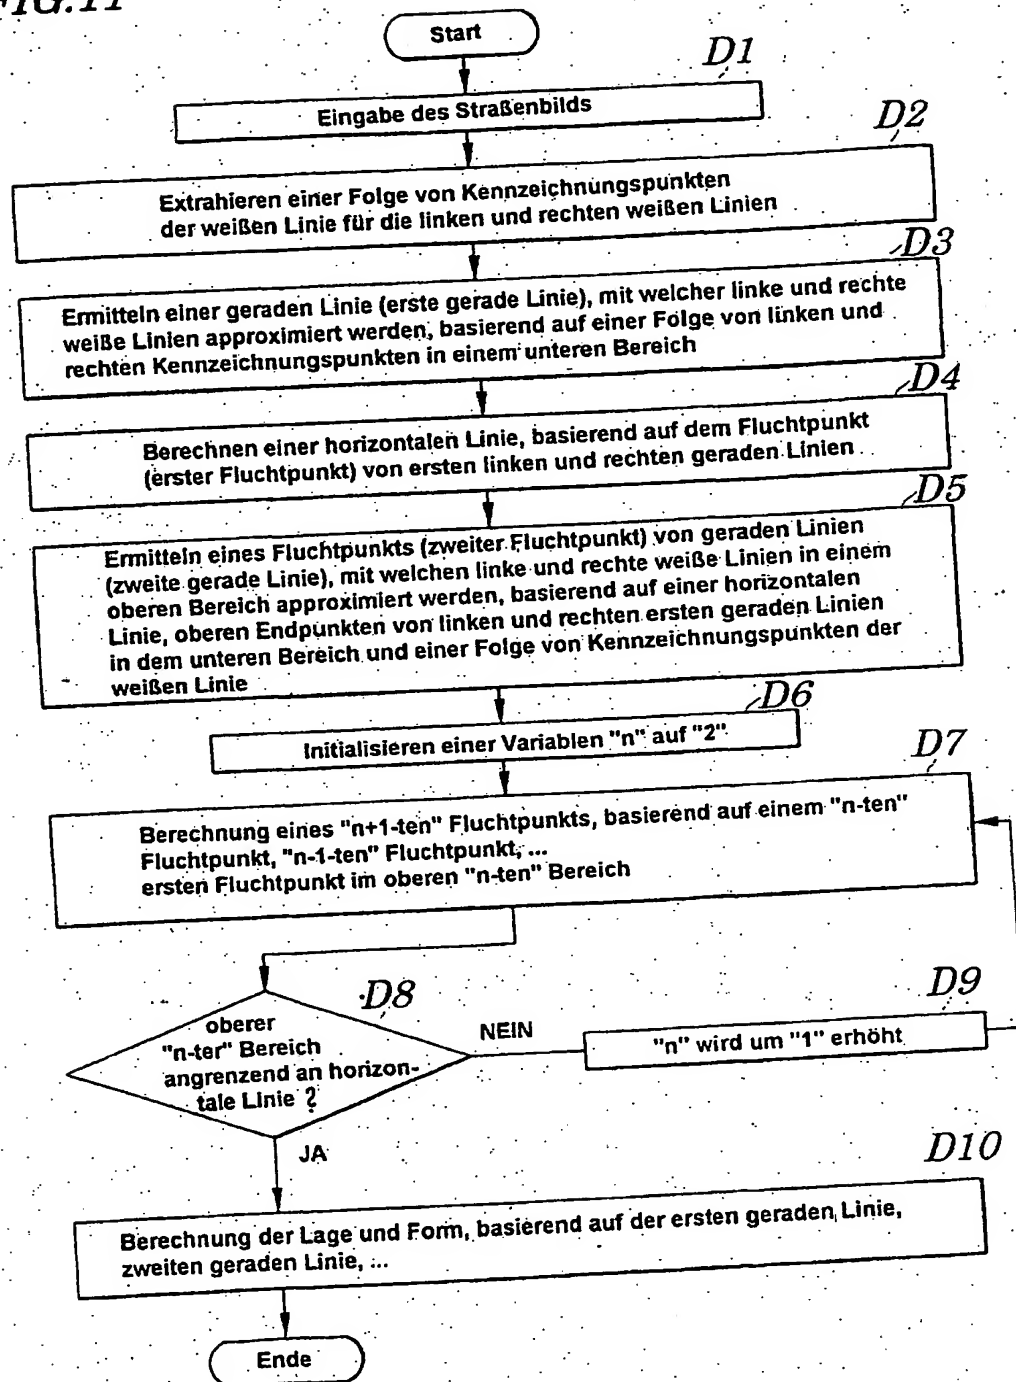 FIG.11
Start
D1
Eingabe des Straßenbilds
D2
Extrahieren einer Folge von Kennzeichnungspunkten
der weißen Linie für die linken und rechten weißen Linien
D3
Ermitteln einer geraden Linie (erste gerade Linie), mit welcher linke und rechte
weiße Linien approximiert werden, basierend auf einer Folge von linken und
rechten Kennzeichnungspunkten in einem unteren Bereich
D4
Berechnen einer horizontalen Linie, basierend auf dem Fluchtpunkt
(erster Fluchtpunkt) von ersten linken und rechten geraden Linien
D5
Ermitteln eines Fluchtpunkts (zweiter Fluchtpunkt) von geraden Linien
(zweite gerade Linie), mit welchen linke und rechte weiße Linien in einem
oberen Bereich approximiert werden, basierend auf einer horizontalen
Linie, oberen Endpunkten von linken und rechten ersten geraden Linien
in dem unteren Bereich und einer Folge von Kennzeichnungspunkten der
weißen Linie
D6
Initialisieren einer Variablen "n" auf "2"
D7
Berechnung eines "n+1-ten" Fluchtpunkts, basierend auf einem "n-ten"
Fluchtpunkt, "n-1-ten" Fluchtpunkt, ...
ersten Fluchtpunkt im oberen "n-ten" Bereich
D8
oberer
"n-ter" Bereich
angrenzend an horizon-
tale Linie ?
NEIN
D9
"n" wird um "1" erhöht
JA
D10
Berechnung der Lage und Form, basierend auf der ersten geraden Linie,
zweiten geraden Linie, ...
Ende